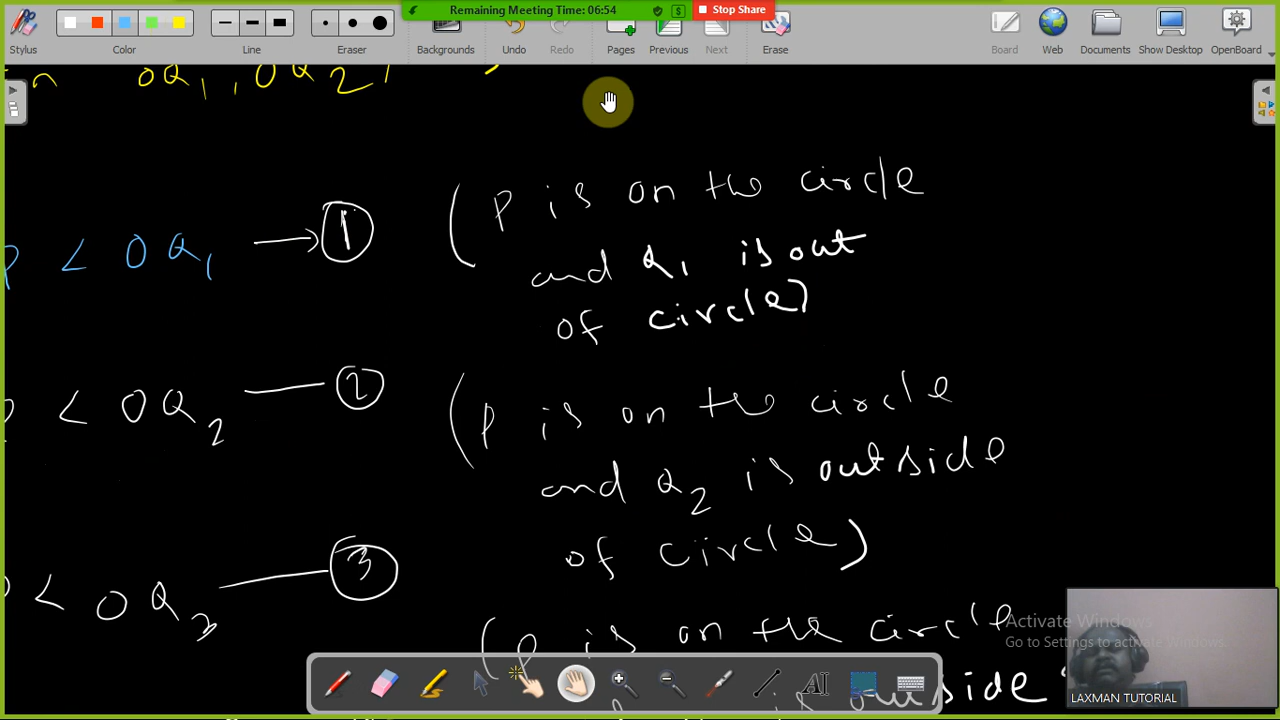 Remaining Meeting Time: 06:54
Stop Share
Stylus Color Line Eraser Backgrounds Undo Redo Pages Previous Next Erase Board Web Documents Show Desktop OpenBoard
OQ1, OQ2,
P < OQ1 → 1
(P is on the circle
and Q1 is out
of circle)
< OQ2 — 2
(P is on the circle
and Q2 is outside
of circle)
< OQ3 — 3
(P is on the circle
is outside
Activate Windows
Go to Settings to activate Windows.
LAXMAN TUTORIAL